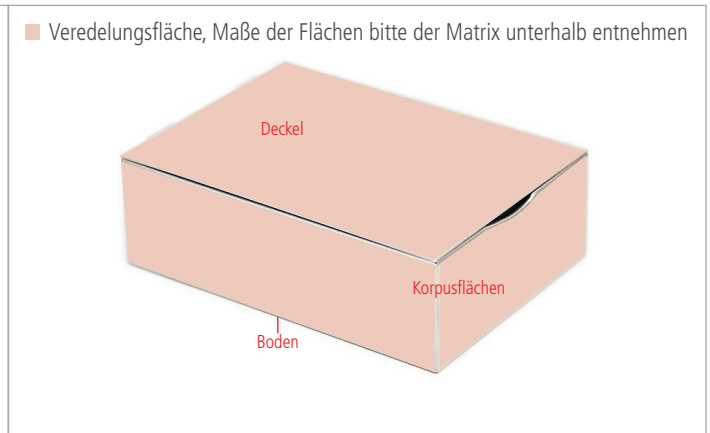 Veredelungsfläche, Maße der Flächen bitte der Matrix unterhalb entnehmen
Deckel
Korpusflächen
Boden